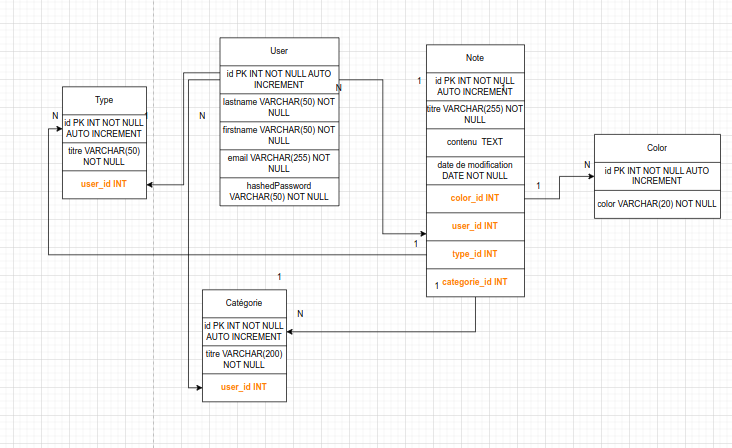 User
id PK INT NOT NULL AUTO
INCREMENT
lastname VARCHAR(50) NOT
NULL
firstname VARCHAR(50) NOT
NULL
email VARCHAR(255) NOT
NULL
hashedPassword
VARCHAR(50) NOT NULL
N
N
Type
N
1
id PK INT NOT NULL
AUTO INCREMENT
titre VARCHAR(50)
NOT NULL
user_id INT
Note
1
id PK INT NOT NULL
AUTO INCREMENT
titre VARCHAR(255) NOT
NULL
contenu TEXT
date de modification
DATE NOT NULL
color_id INT
1
user_id INT
1
type_id INT
1
categorie_id INT
Color
N
id PK INT NOT NULL AUTO
INCREMENT
color VARCHAR(20) NOT NULL
1
Catégorie
N
id PK INT NOT NULL
AUTO INCREMENT
titre VARCHAR(200)
NOT NULL
user_id INT